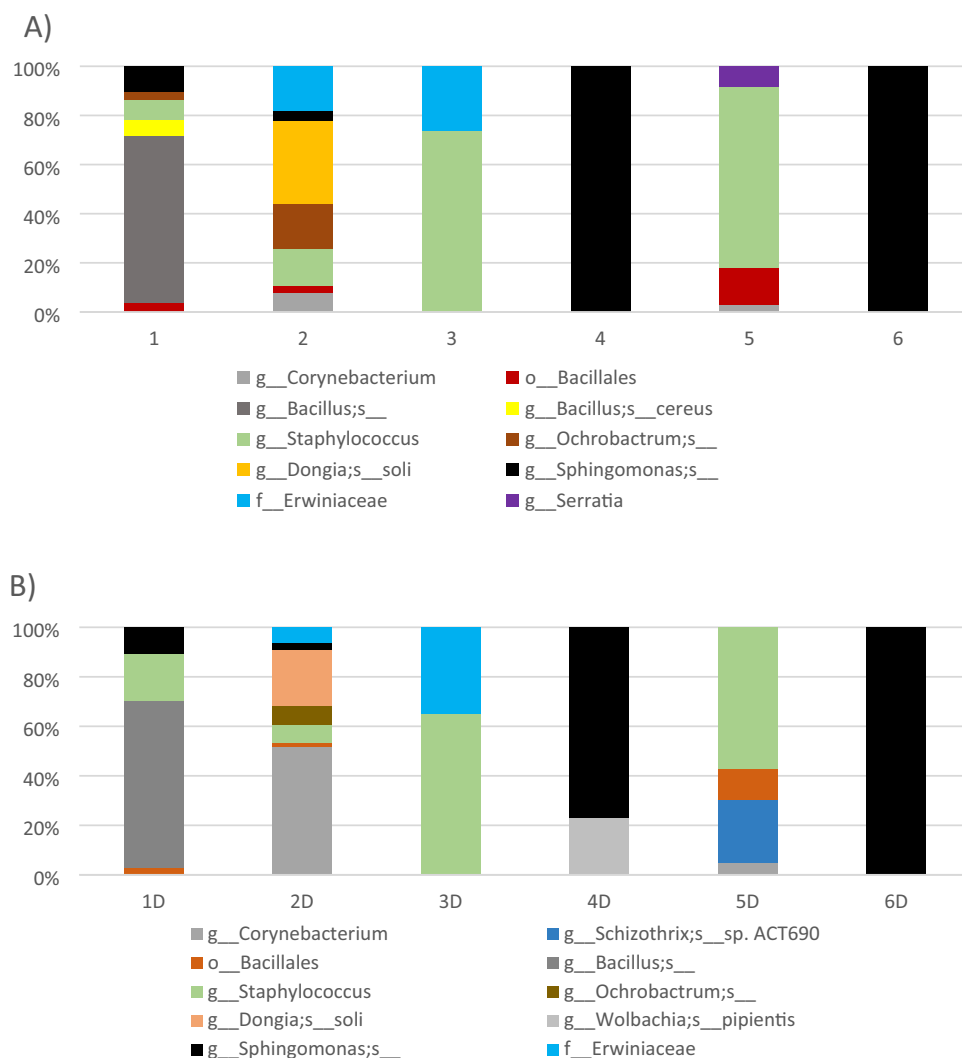 A)
100%
80%
60%
40%
20%
0%
1 2 3 4 5 6
g__Corynebacterium o__Bacillales
g__Bacillus;s__ g__Bacillus;s__cereus
g__Staphylococcus g__Ochrobactrum;s__
g__Dongia;s__soli g__Sphingomonas;s__
f__Erwiniaceae g__Serratia
B)
100%
80%
60%
40%
20%
0%
1D 2D 3D 4D 5D 6D
g__Corynebacterium g__Schizothrix;s__sp. ACT690
o__Bacillales g__Bacillus;s__
g__Staphylococcus g__Ochrobactrum;s__
g__Dongia;s__soli g__Wolbachia;s__pipientis
g__Sphingomonas;s__ f__Erwiniaceae